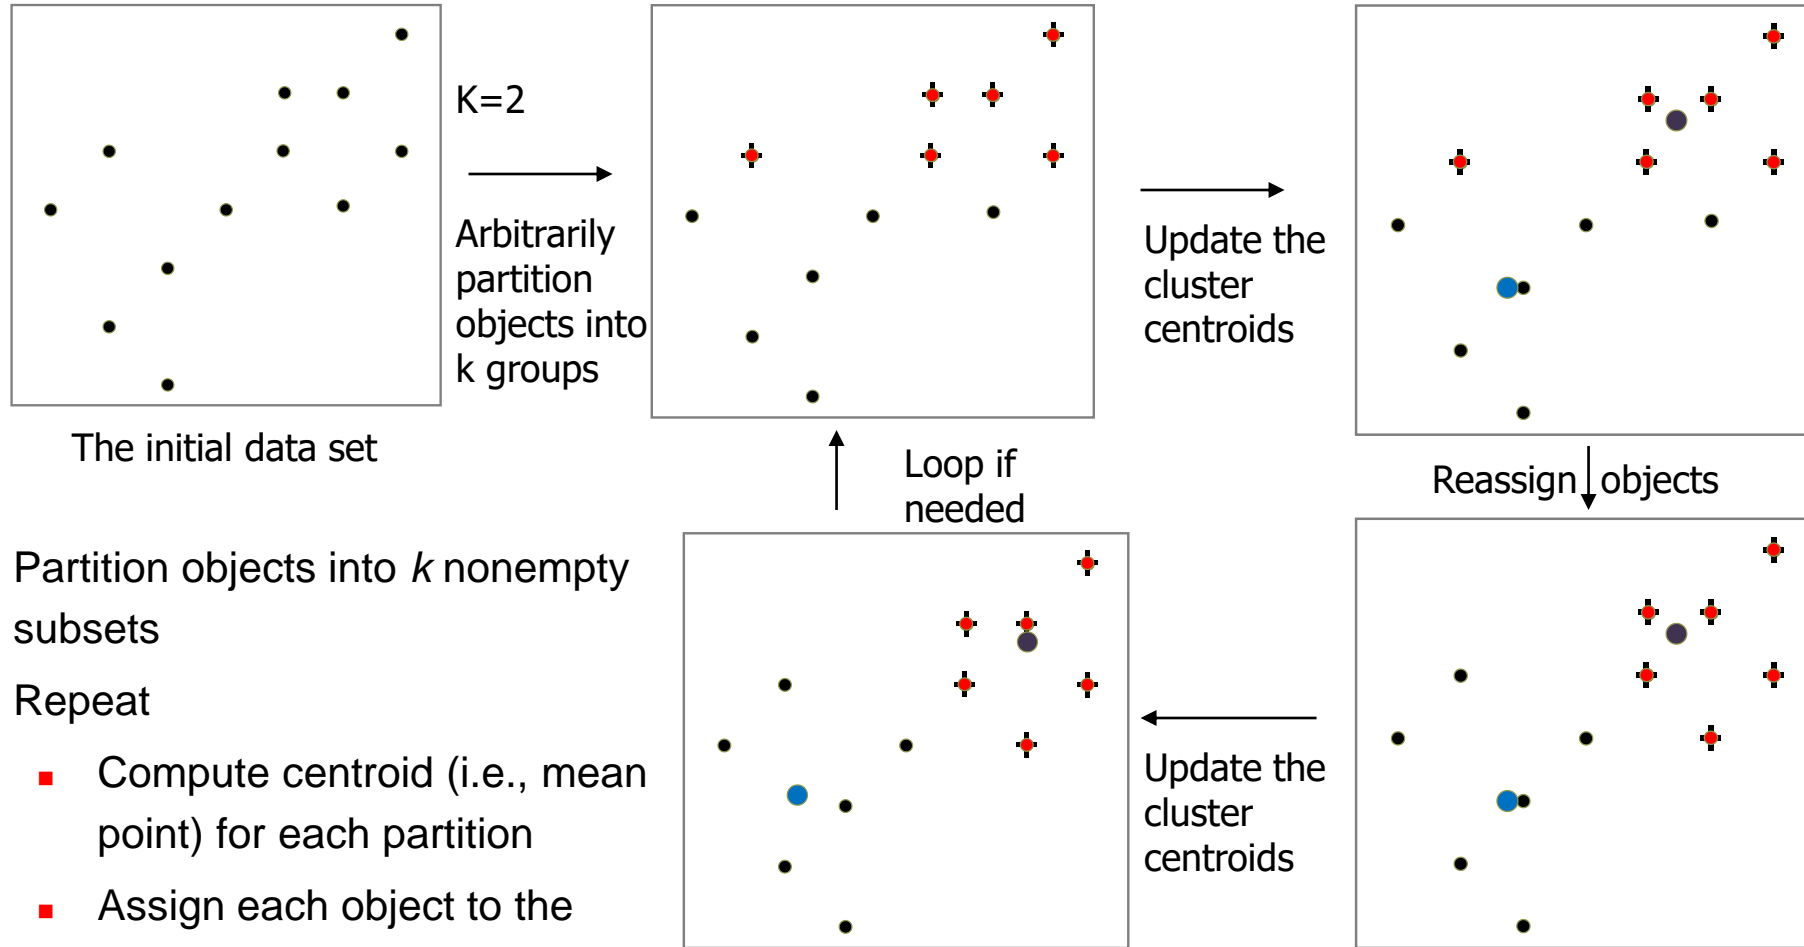 K=2
Arbitrarily
partition
objects into
k groups
Update the
cluster
centroids
The initial data set
Loop if
needed
Reassign objects
Update the
cluster
centroids
Partition objects into k nonempty
subsets
Repeat
Compute centroid (i.e., mean
point) for each partition
Assign each object to the